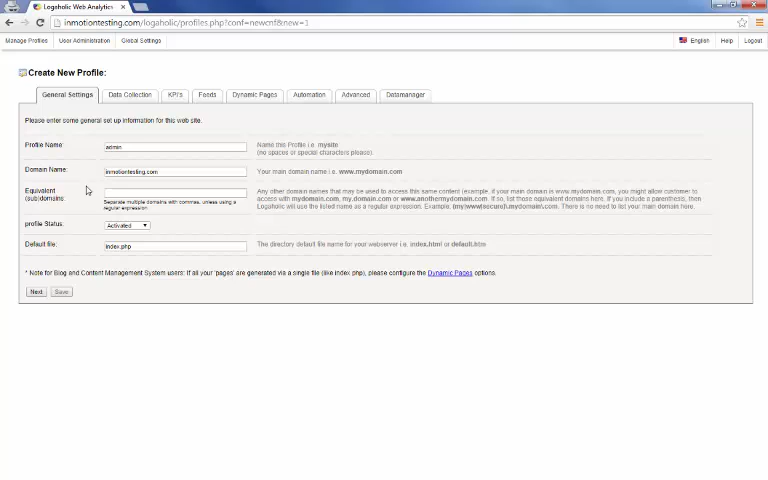 Logaholic Web Analytics
inmotiontesting.com/logaholic/profiles.php?conf=newcnf&new=1
Manage Profiles User Administration Global Settings English Help Logout
Create New Profile:
General Settings Data Collection KPI's Feeds Dynamic Pages Automation Advanced Datamanager
Please enter some general set up information for this web site.
Profile Name: admin Name this Profile i.e. mysite
(no spaces or special characters please).
Domain Name: inmotiontesting.com Your main domain name i.e. www.mydomain.com
Equivalent Any other domain names that may be used to access this same content (example, if your main domain is www.mydomain.com, you might allow customer to
(sub)domains: access with mydomain.com, my.domain.com or www.anothermydomain.com. If so, list those equivalent domains here. If you include a parenthesis, then
Separate multiple domains with commas, unless using a Logaholic will use the listed name as a regular expression. Example, (my|www|secure)\.mydomain\.com. There is no need to list your main domain here.
regular expression.
profile Status: Activated
Default file: index.php The directory default file name for your webserver i.e. index.html or default.htm
* Note for Blog and Content Management System users: If all your 'pages' are generated via a single file (like index.php), please configure the Dynamic Pages options.
Next Save